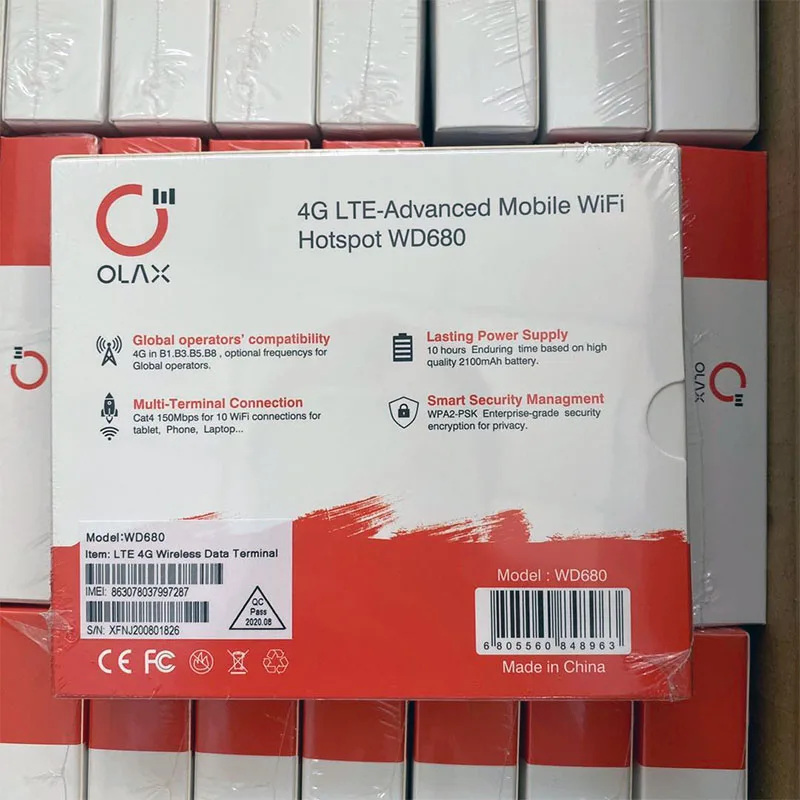 OLAX
4G LTE-Advanced Mobile WiFi
Hotspot WD680
Global operators' compatibility
4G in B1.B3.B5.B8 , optional frequencys for
Global operators.
Lasting Power Supply
10 hours Enduring time based on high
quality 2100mAh battery.
Multi-Terminal Connection
Cat4 150Mbps for 10 WiFi connections for
tablet, Phone, Laptop...
Smart Security Managment
WPA2-PSK Enterprise-grade security
encryption for privacy.
OLAX
Model:WD680
Item: LTE 4G Wireless Data Terminal
IMEI: 863078037997287
S/N: XFNJ200801826
QC
Pass
2020.08
CE FC
Model : WD680
6 805560 848963
Made in China